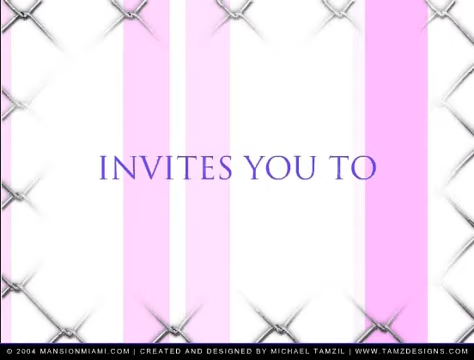 INVITES YOU TO
© 2004 MANSIONMIAMI.COM | CREATED AND DESIGNED BY MICHAEL TAMZIL | WWW.TAMZDESIGNS.COM